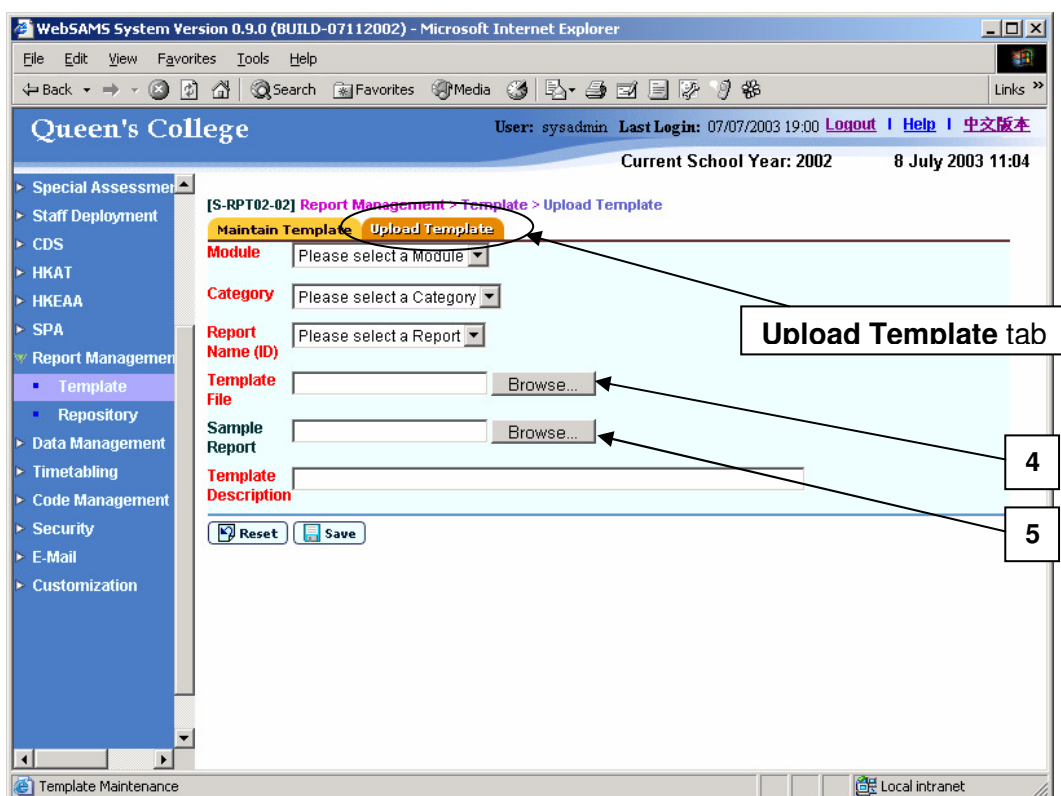 WebSAMS System Version 0.9.0 (BUILD-07112002) - Microsoft Internet Explorer
File Edit View Favorites Tools Help
Back Search Favorites Media Links »
Queen's College
User: sysadmin Last Login: 07/07/2003 19:00 Logout | Help | 中文版本
Current School Year: 2002 8 July 2003 11:04
Special Assessmen
Staff Deployment
CDS
HKAT
HKEAA
SPA
Report Managemen
Template
Repository
Data Management
Timetabling
Code Management
Security
E-Mail
Customization
[S-RPT02-02] Report Management > Template > Upload Template
Maintain Template Upload Template
Module Please select a Module
Category Please select a Category
Report Name (ID) Please select a Report
Template File Browse...
Sample Report Browse...
Template Description
Reset Save
Upload Template tab
4
5
Template Maintenance Local intranet